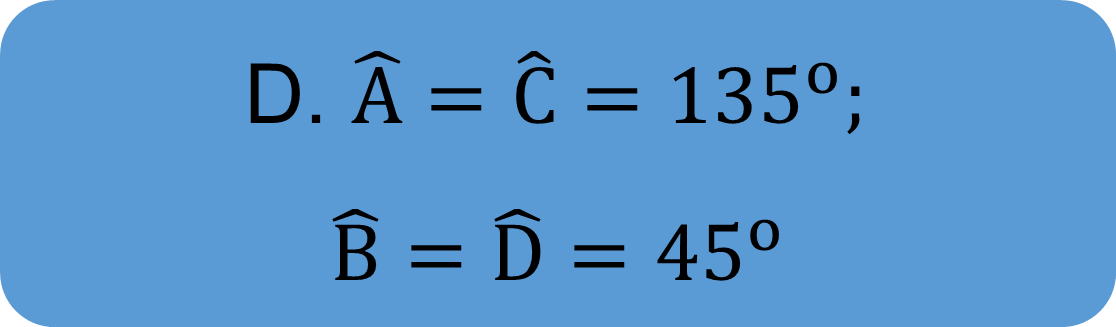 D. Â = Ĉ = 135º;
B̂ = D̂ = 45º